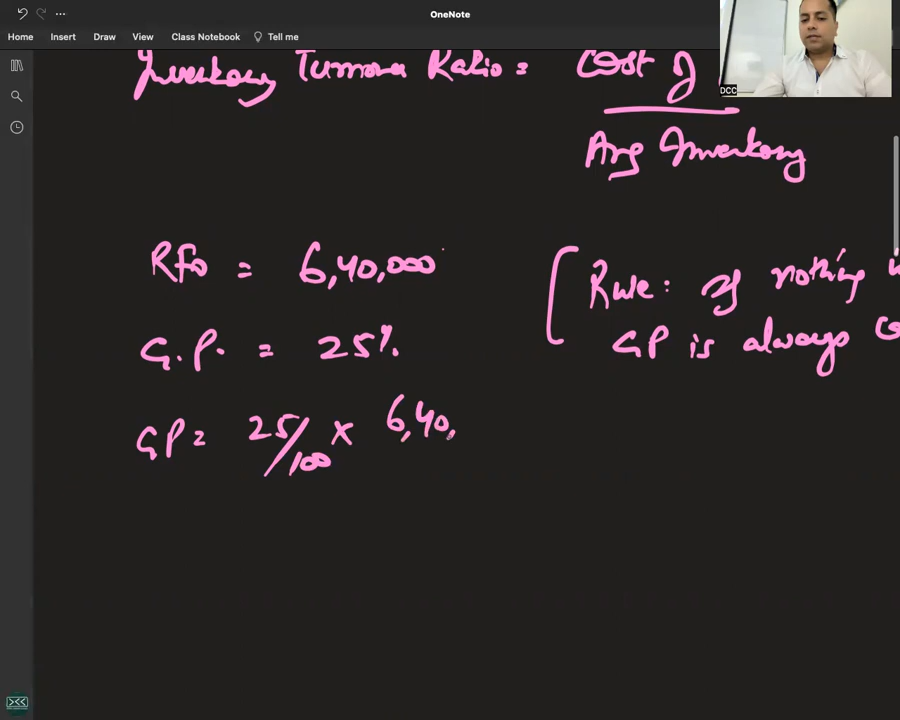 OneNote
Home Insert Draw View Class Notebook Tell me
DCC
Inventory Turnover Ratio = Cost of
Avg Inventory
Rfo = 6,40,000
[ Rule: If nothing
G.P. = 25%
GP is always
GP = 25/100 × 6,40,